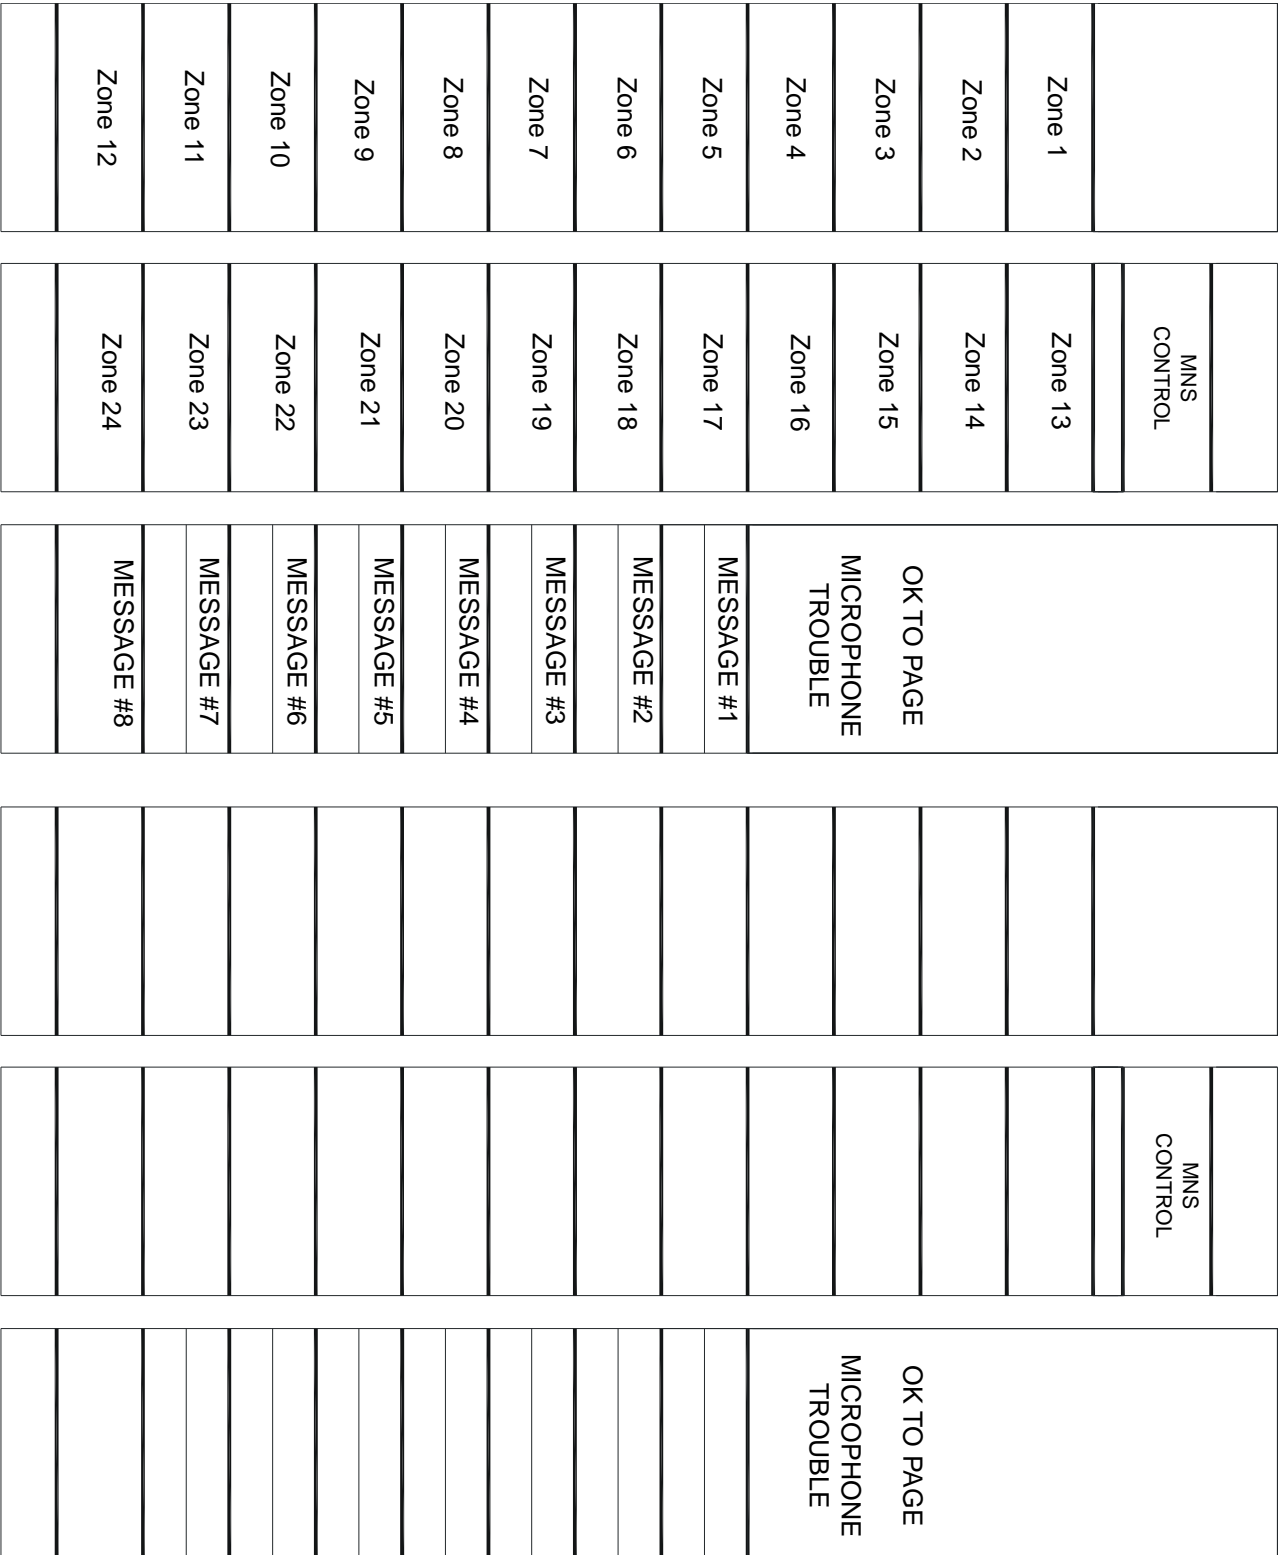 Zone 1
Zone 2
Zone 3
Zone 4
Zone 5
Zone 6
Zone 7
Zone 8
Zone 9
Zone 10
Zone 11
Zone 12
MNS
CONTROL
Zone 13
Zone 14
Zone 15
Zone 16
Zone 17
Zone 18
Zone 19
Zone 20
Zone 21
Zone 22
Zone 23
Zone 24
OK TO PAGE
MICROPHONE
TROUBLE
MESSAGE #1
MESSAGE #2
MESSAGE #3
MESSAGE #4
MESSAGE #5
MESSAGE #6
MESSAGE #7
MESSAGE #8
MNS
CONTROL
OK TO PAGE
MICROPHONE
TROUBLE